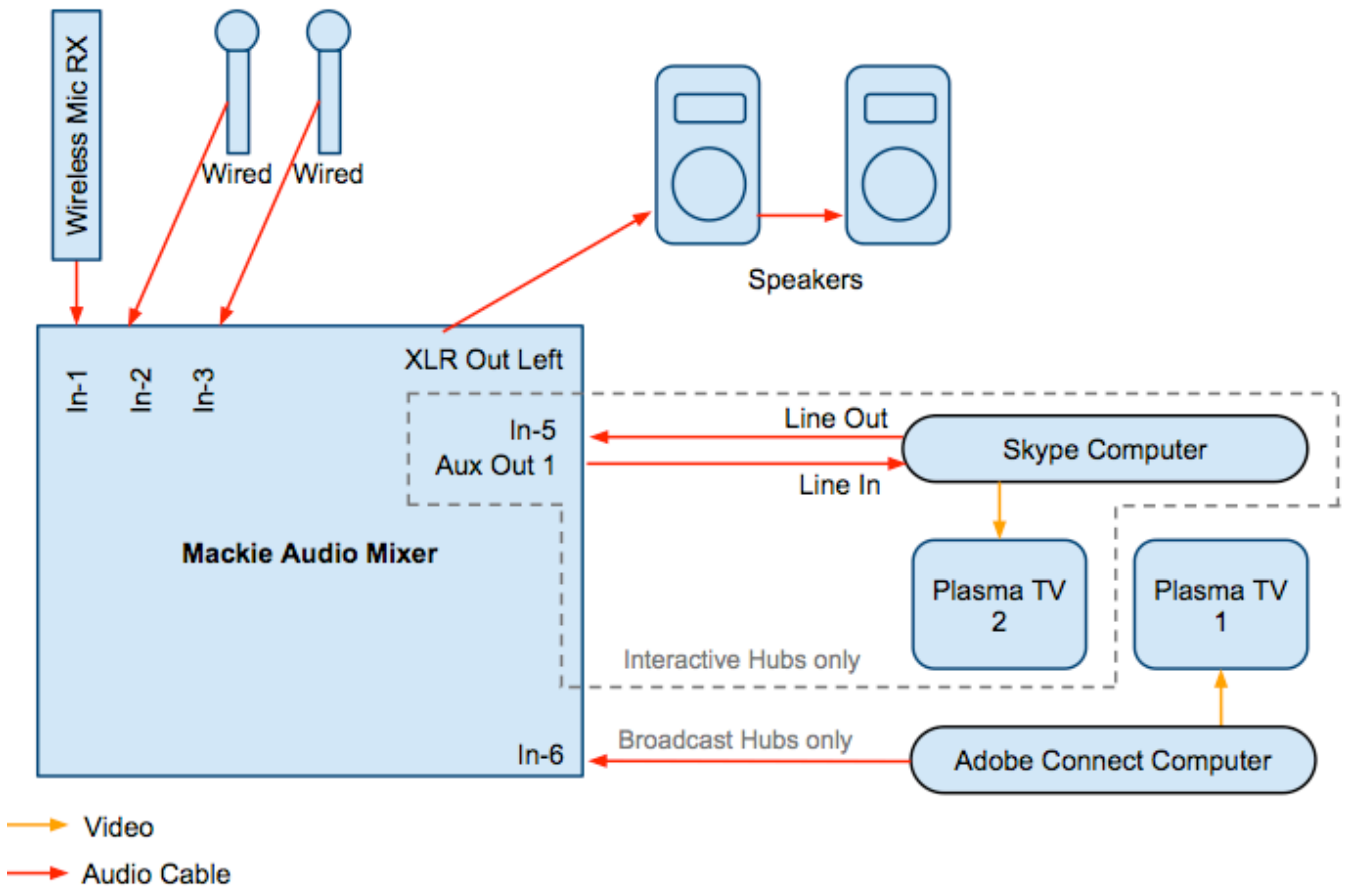 Wireless Mic RX
Wired
Wired
Speakers
In-1
In-2
In-3
XLR Out Left
In-5
Aux Out 1
Line Out
Line In
Skype Computer
Mackie Audio Mixer
Plasma TV
2
Plasma TV
1
Interactive Hubs only
Broadcast Hubs only
In-6
Adobe Connect Computer
Video
Audio Cable